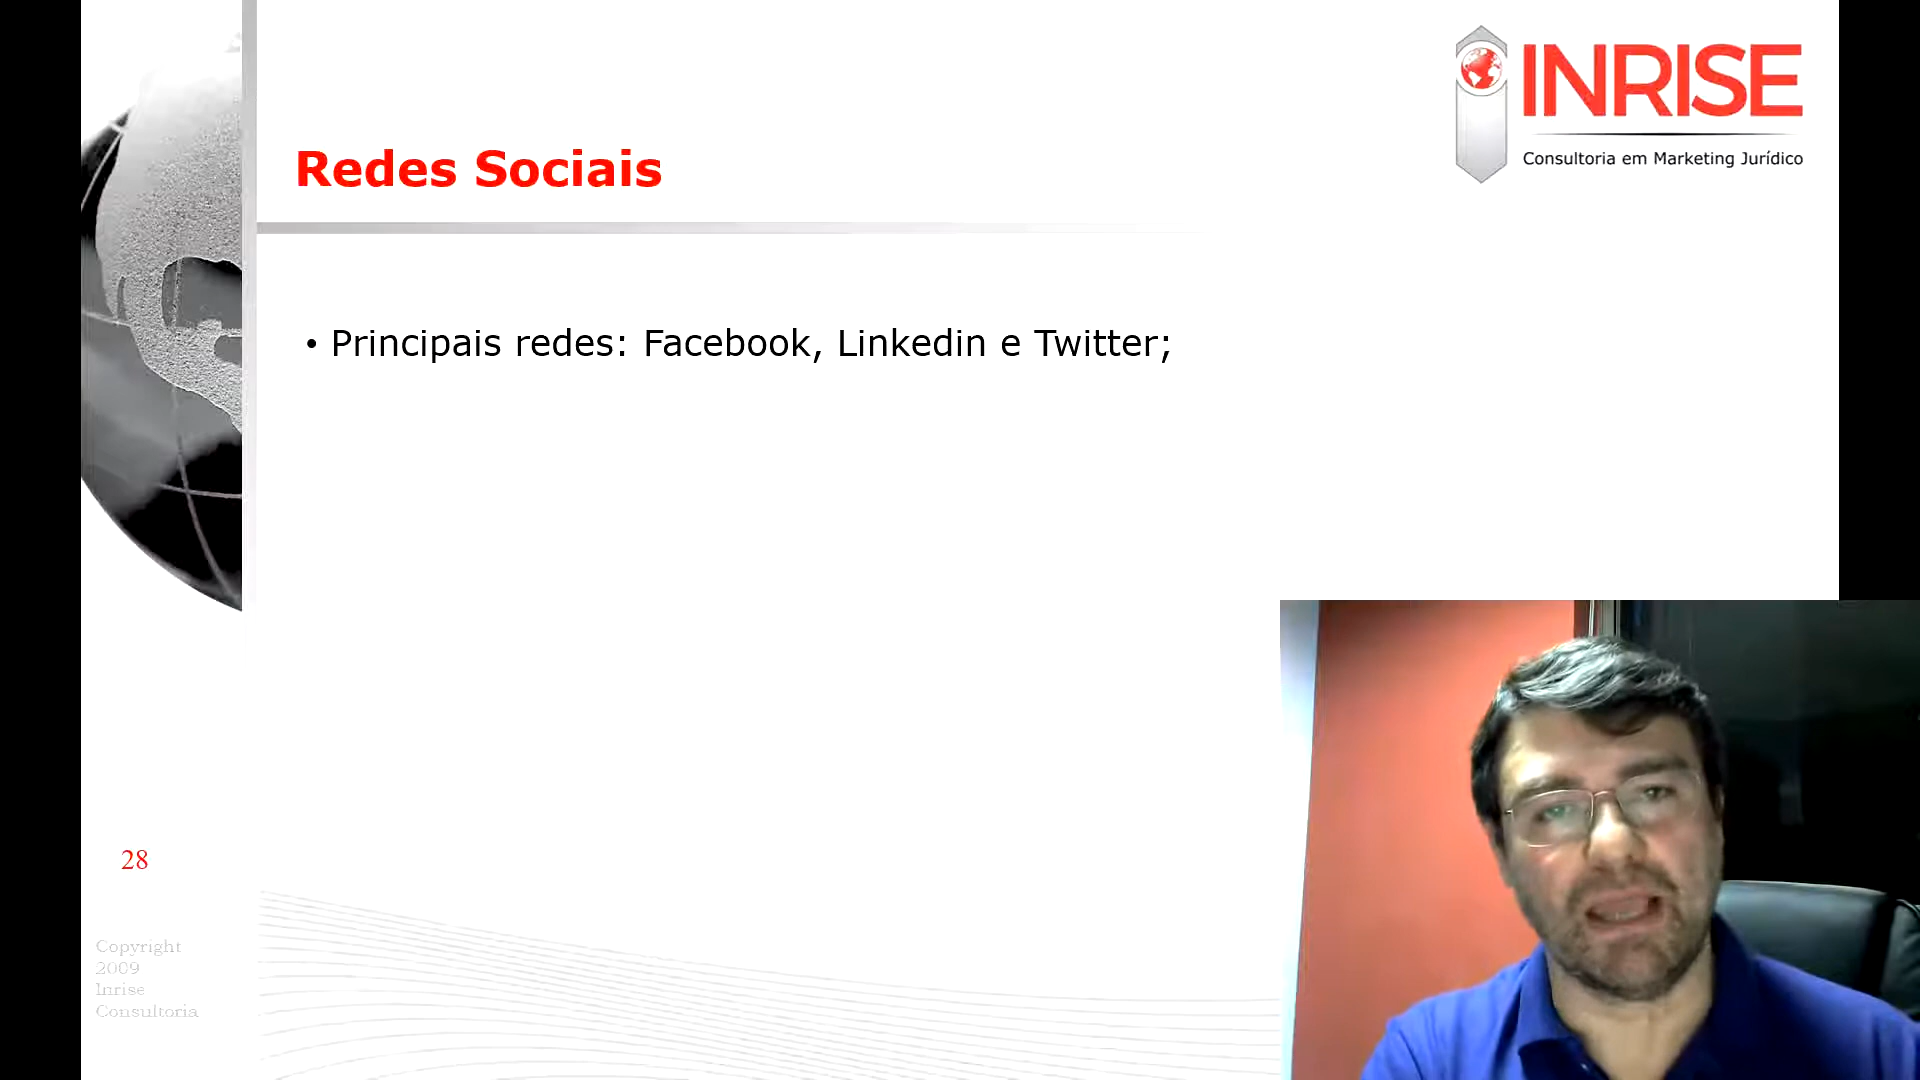 INRISE
Consultoria em Marketing Jurídico
Redes Sociais
• Principais redes: Facebook, Linkedin e Twitter;
28
Copyright
2009
Inrise
Consultoria